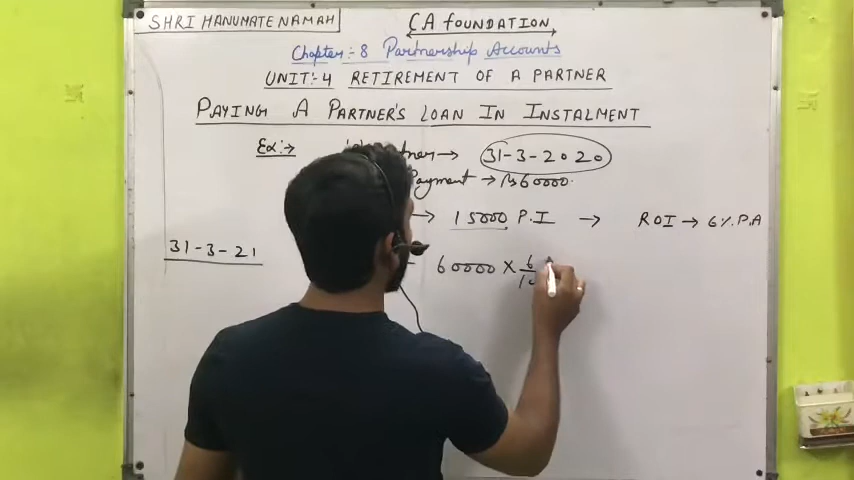 SHRI HANUMATE NAMAH
CA FOUNDATION
Chapter:- 8 Partnership Accounts
UNIT:- 4 RETIREMENT OF A PARTNER
PAYING A PARTNER'S LOAN IN INSTALMENT
Ex:→ → 31-3-2020
Payment → Rs 60000.
→ 15000 P.I → ROI → 6%.P.A
31-3-21
60000 × 6